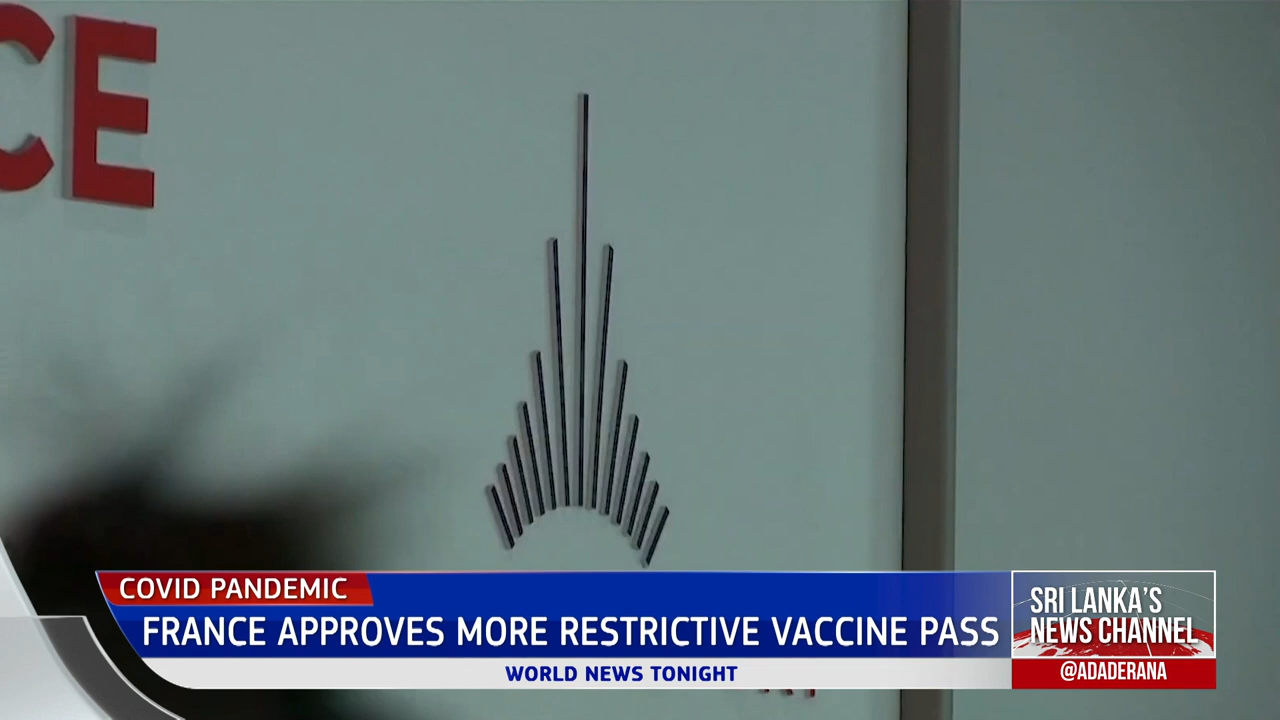 CE
COVID PANDEMIC
FRANCE APPROVES MORE RESTRICTIVE VACCINE PASS
WORLD NEWS TONIGHT
SRI LANKA'S
NEWS CHANNEL
@ADADERANA